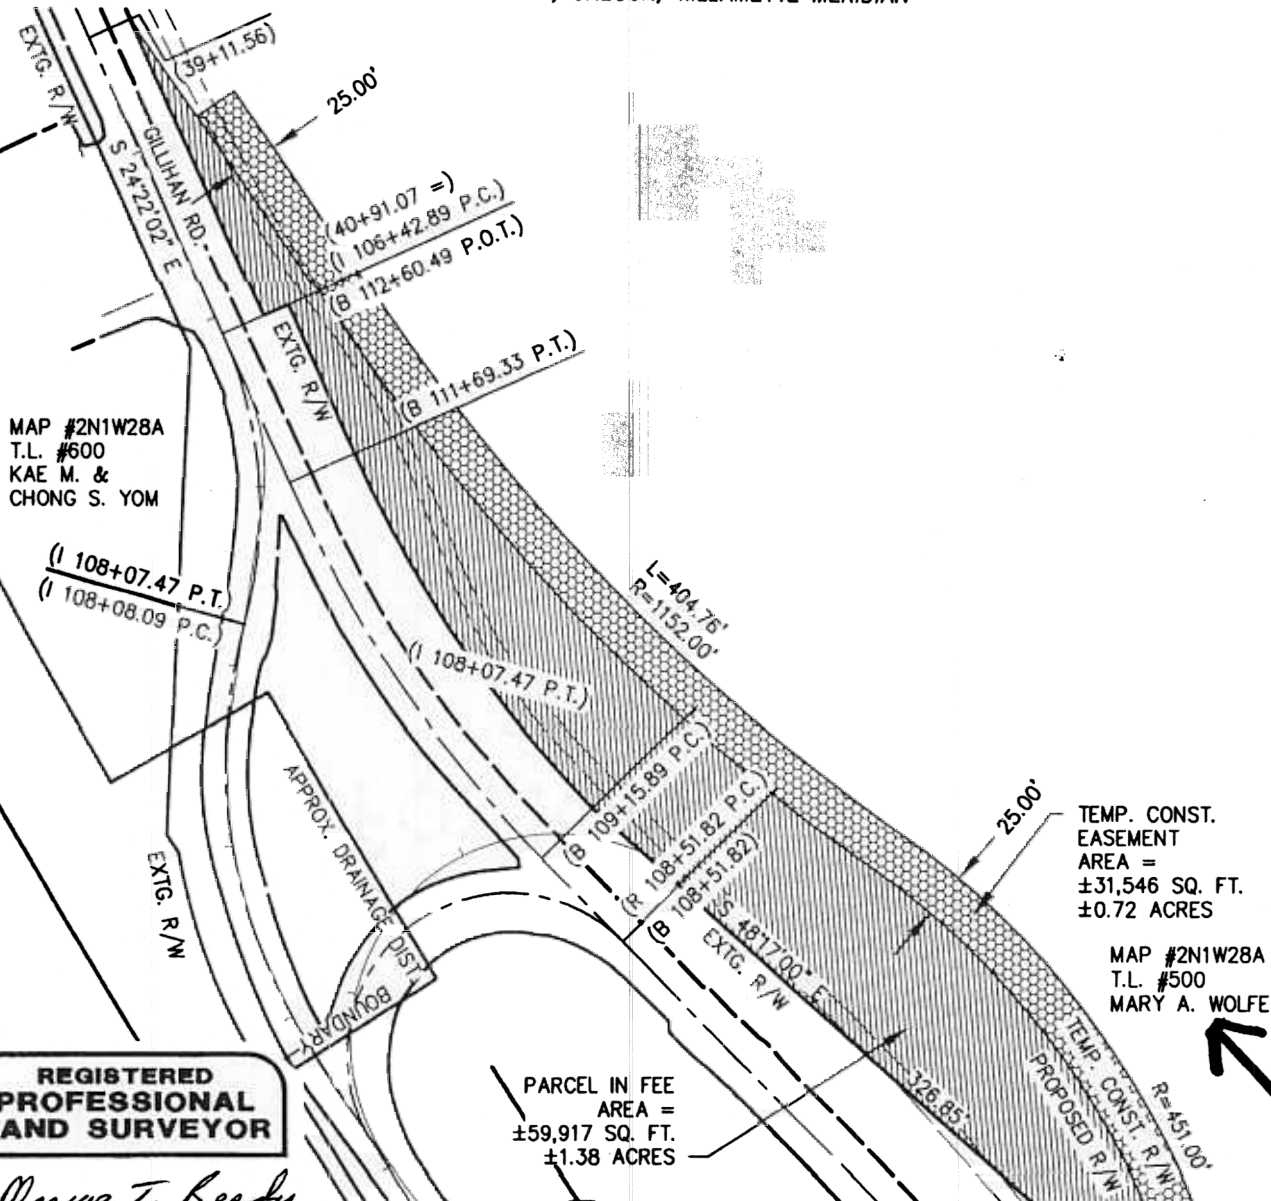 OREGON, WILLAMETTE MERIDIAN
EXTG. R/W
(39+11.56)
25.00'
GILLIHAN RD.
S 24°22'02" E
(40+91.07 =)
(I 106+42.89 P.C.)
(B 112+60.49 P.O.T.)
EXTG. R/W
(B 111+69.33 P.T.)
MAP #2N1W28A
T.L. #600
KAE M. &
CHONG S. YOM
(I 108+07.47 P.T.
(I 108+08.09 P.C.)
L=404.76'
R=1152.00'
(I 108+07.47 P.T.)
(B 109+15.89 P.C.)
(R 108+51.82 P.C.)
(B 108+51.82)
25.00'
TEMP. CONST.
EASEMENT
AREA =
±31,546 SQ. FT.
±0.72 ACRES
APPROX. DRAINAGE DIST.
BOUNDARY
EXTG. R/W
S 48°17'00" E
EXTG. R/W
326.85'
MAP #2N1W28A
T.L. #500
MARY A. WOLFE
TEMP. CONST. R/W
PROPOSED R/W
R=451.00'
PARCEL IN FEE
AREA =
±59,917 SQ. FT.
±1.38 ACRES
REGISTERED
PROFESSIONAL
LAND SURVEYOR